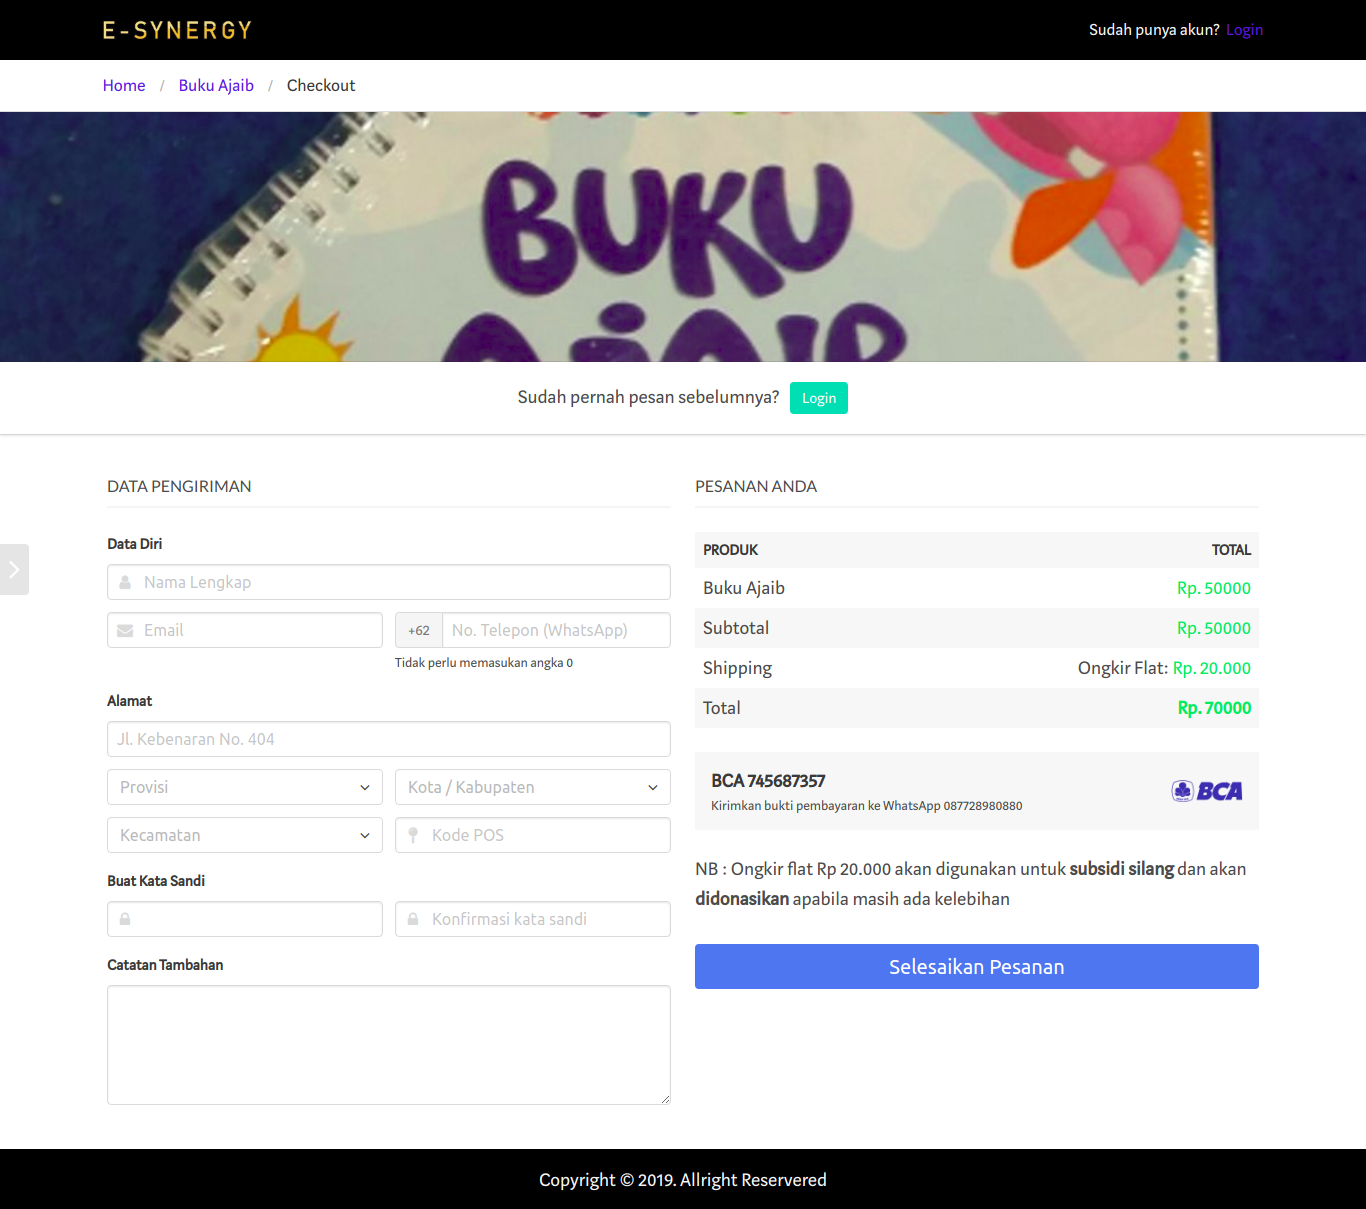 E-SYNERGY
Sudah punya akun? Login
Home / Buku Ajaib / Checkout
BUKU
AJAIB
Sudah pernah pesan sebelumnya? Login
DATA PENGIRIMAN
Data Diri
Nama Lengkap
Email
+62 No. Telepon (WhatsApp)
Tidak perlu memasukan angka 0
Alamat
Jl. Kebenaran No. 404
Provisi
Kota / Kabupaten
Kecamatan
Kode POS
Buat Kata Sandi
Konfirmasi kata sandi
Catatan Tambahan
PESANAN ANDA
PRODUK TOTAL
Buku Ajaib Rp. 50000
Subtotal Rp. 50000
Shipping Ongkir Flat: Rp. 20.000
Total Rp. 70000
BCA 745687357
Kirimkan bukti pembayaran ke WhatsApp 087728980880
BCA
NB : Ongkir flat Rp 20.000 akan digunakan untuk subsidi silang dan akan
didonasikan apabila masih ada kelebihan
Selesaikan Pesanan
Copyright © 2019. Allright Reservered